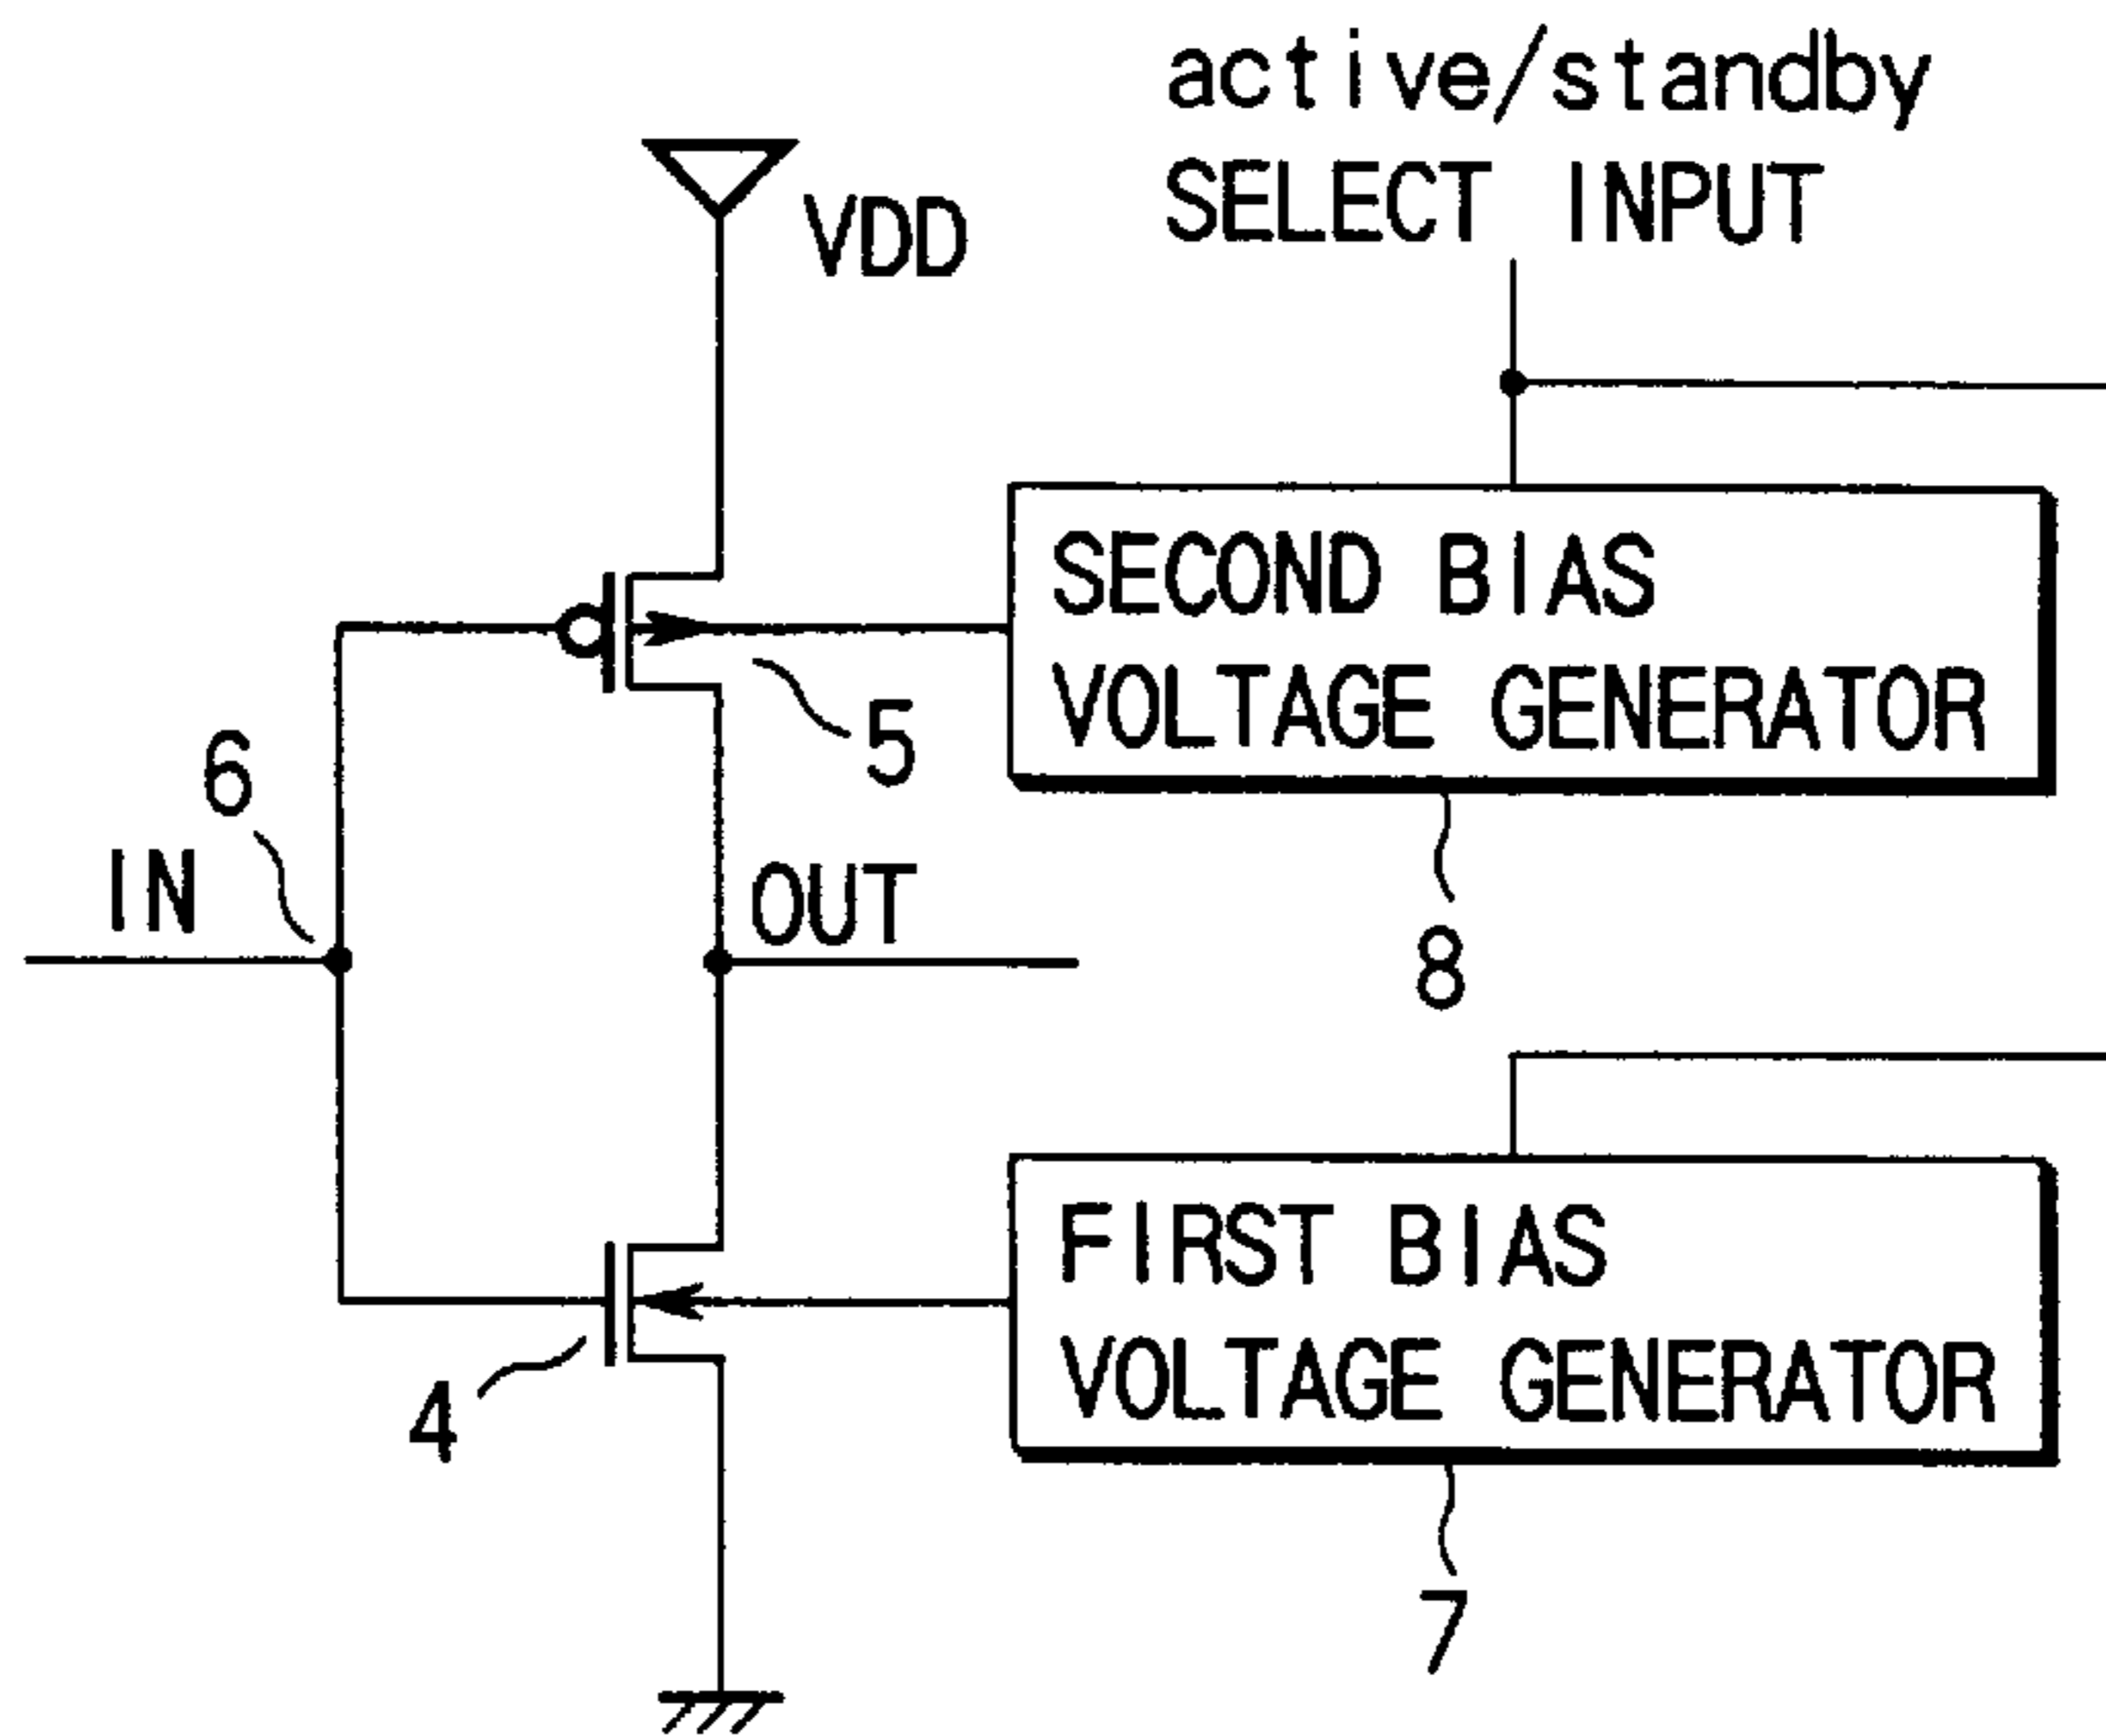 active/standby
SELECT INPUT
VDD
SECOND BIAS
VOLTAGE GENERATOR
5
6
IN
OUT
8
FIRST BIAS
VOLTAGE GENERATOR
4
7